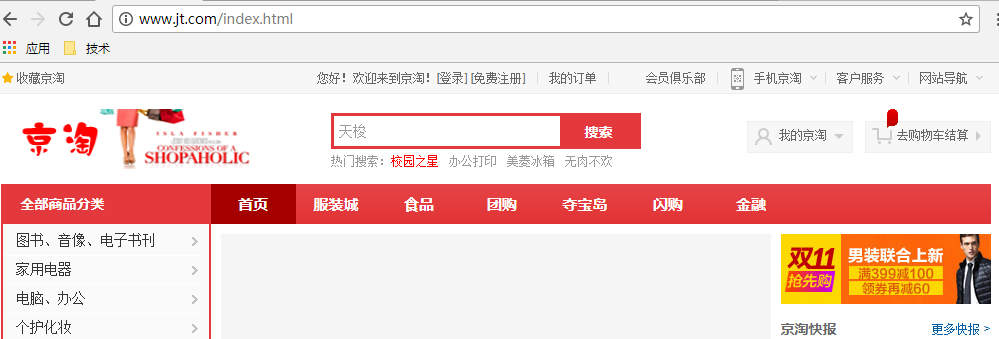 www.jt.com/index.html
应用 技术
收藏京淘 您好！欢迎来到京淘！[登录] [免费注册] 我的订单 会员俱乐部 手机京淘 客户服务 网站导航
京淘
ISLA FISHER
CONFESSIONS OF A
SHOPAHOLIC
天梭 搜索
热门搜索：校园之星 办公打印 美菱冰箱 无肉不欢
我的京淘 去购物车结算
全部商品分类 首页 服装城 食品 团购 夺宝岛 闪购 金融
图书、音像、电子书刊
家用电器
电脑、办公
个护化妆
双11
抢先购
男装联合上新
满399减100
领券再减60
京淘快报 更多快报 >